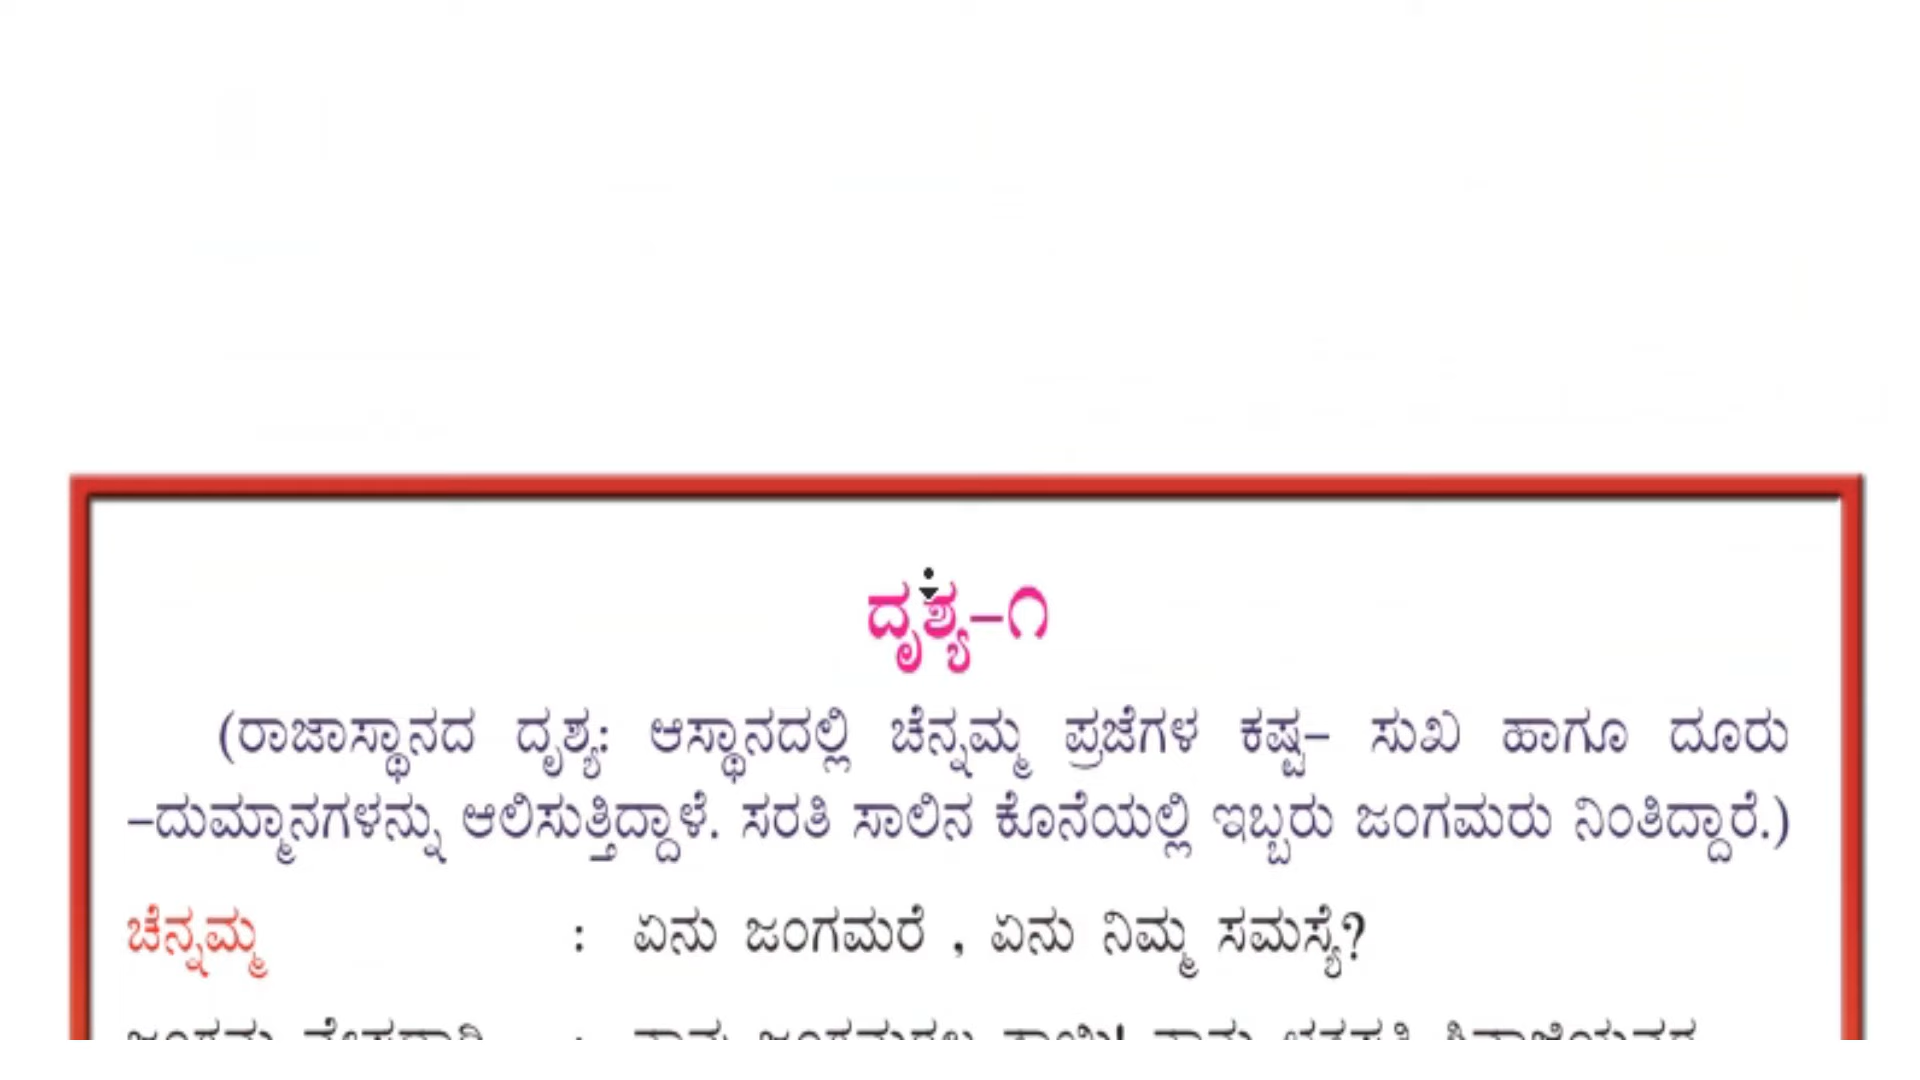 ದೃಶ್ಯ-೧
(ರಾಜಾಸ್ಥಾನದ ದೃಶ್ಯ: ಆಸ್ಥಾನದಲ್ಲಿ ಚೆನ್ನಮ್ಮ ಪ್ರಜೆಗಳ ಕಷ್ಟ- ಸುಖ ಹಾಗೂ ದೂರು
-ದುಮ್ಮಾನಗಳನ್ನು ಆಲಿಸುತ್ತಿದ್ದಾಳೆ. ಸರತಿ ಸಾಲಿನ ಕೊನೆಯಲ್ಲಿ ಇಬ್ಬರು ಜಂಗಮರು ನಿಂತಿದ್ದಾರೆ.)
ಚೆನ್ನಮ್ಮ : ಏನು ಜಂಗಮರೆ , ಏನು ನಿಮ್ಮ ಸಮಸ್ಯೆ?